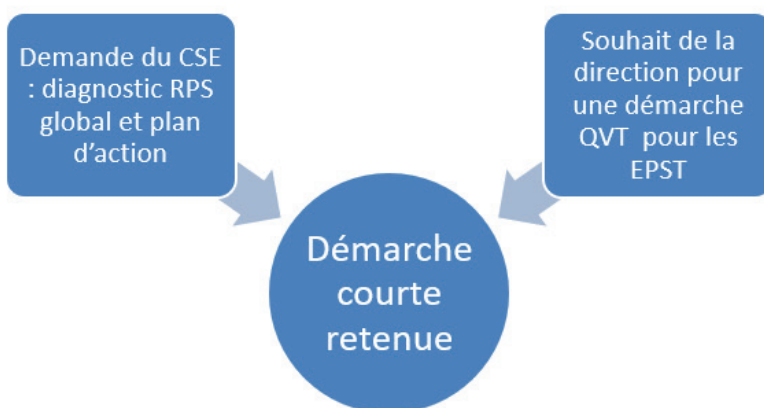 Demande du CSE
: diagnostic RPS
global et plan
d'action
Souhait de la
direction pour
une démarche
QVT pour les
EPST
Démarche
courte
retenue